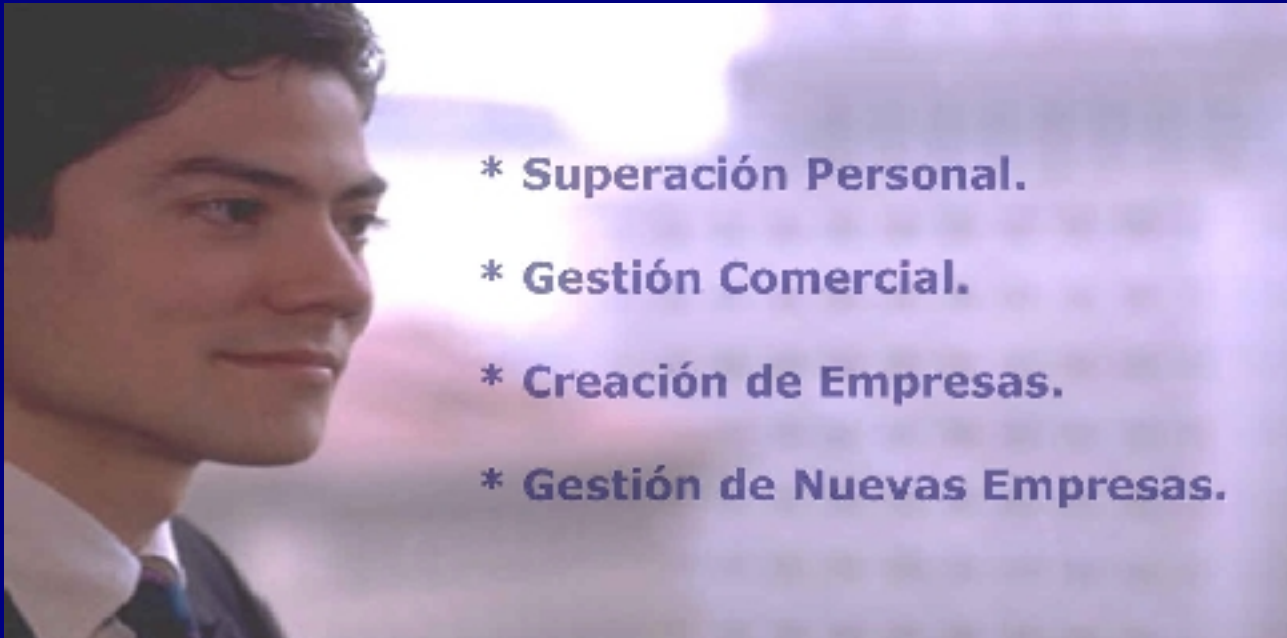 * Superación Personal.
* Gestión Comercial.
* Creación de Empresas.
* Gestión de Nuevas Empresas.